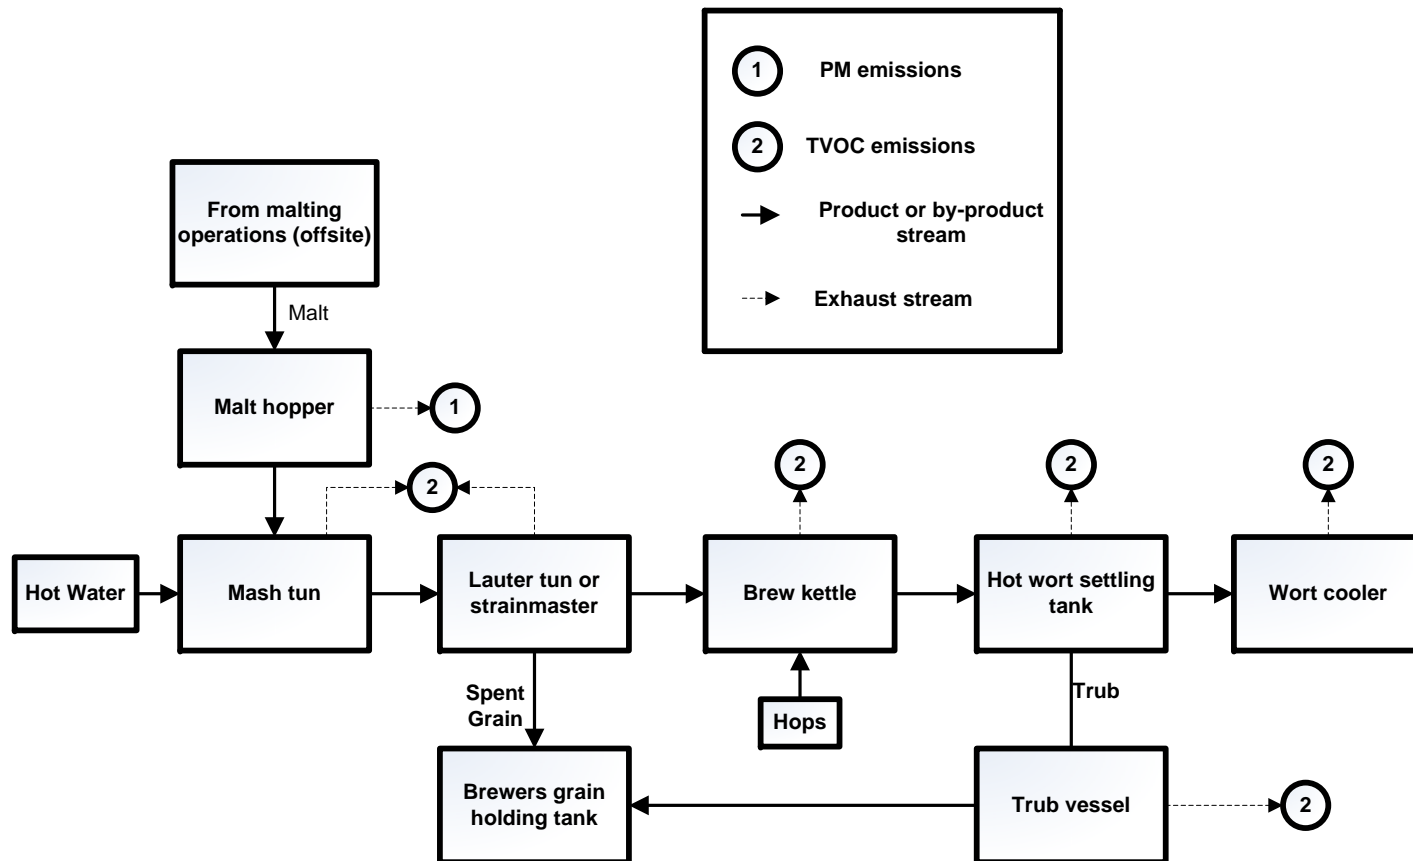 1
PM emissions
2
TVOC emissions
Product or by-product
stream
Exhaust stream
From malting
operations (offsite)
Malt
Malt hopper
1
2
2
2
2
Hot Water
Mash tun
Lauter tun or
strainmaster
Brew kettle
Hot wort settling
tank
Wort cooler
Spent
Grain
Hops
Trub
Brewers grain
holding tank
Trub vessel
2